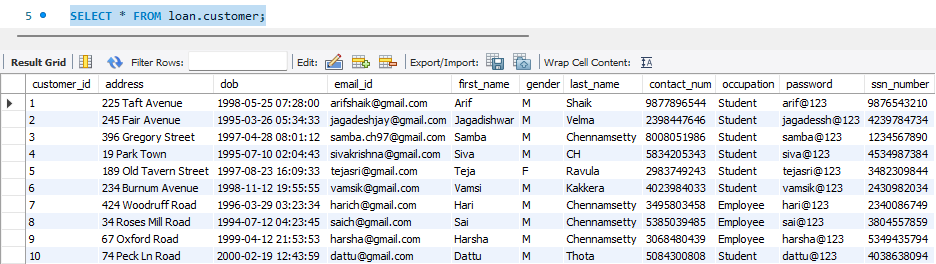 5 SELECT * FROM loan.customer;
Result Grid Filter Rows: Edit: Export/Import: Wrap Cell Content: IA
customer_id address dob email_id first_name gender last_name contact_num occupation password ssn_number
1 225 Taft Avenue 1998-05-25 07:28:00 arifshaik@gmail.com Arif M Shaik 9877896544 Student arif@123 9876543210
2 245 Fair Avenue 1995-03-26 05:34:33 jagadeshjay@gmail.com Jagadishwar M Velma 2398447646 Student jagadessh@123 4239784734
3 396 Gregory Street 1997-04-28 08:01:12 samba.ch97@gmail.com Samba M Chennamsetty 8008051986 Student samba@123 1234567890
4 19 Park Town 1995-07-10 02:04:43 sivakrishna@gmail.com Siva M CH 5834205343 Student siva@123 4534987384
5 189 Old Tavern Street 1997-08-23 16:09:33 tejasri@gmail.com Teja F Ravula 2983749243 Student tejasri@123 3482309844
6 234 Burnum Avenue 1998-11-12 19:55:55 vamsik@gmail.com Vamsi M Kakkera 4023984033 Student vamsik@123 2430982034
7 424 Woodruff Road 1996-03-29 03:23:34 harich@gmail.com Hari M Chennamsetty 3495803458 Employee hari@123 2340086749
8 34 Roses Mill Road 1994-07-12 04:23:45 saich@gmail.com Sai M Chennamsetty 5385039485 Employee sai@123 3804557859
9 67 Oxford Road 1999-04-12 21:53:53 harsha@gmail.com Harsha M Chennamsetty 3068480439 Employee harsha@123 5349435794
10 74 Peck Ln Road 2000-02-19 12:43:59 dattu@gmail.com Dattu M Thota 5084300808 Student dattu@123 4038638094